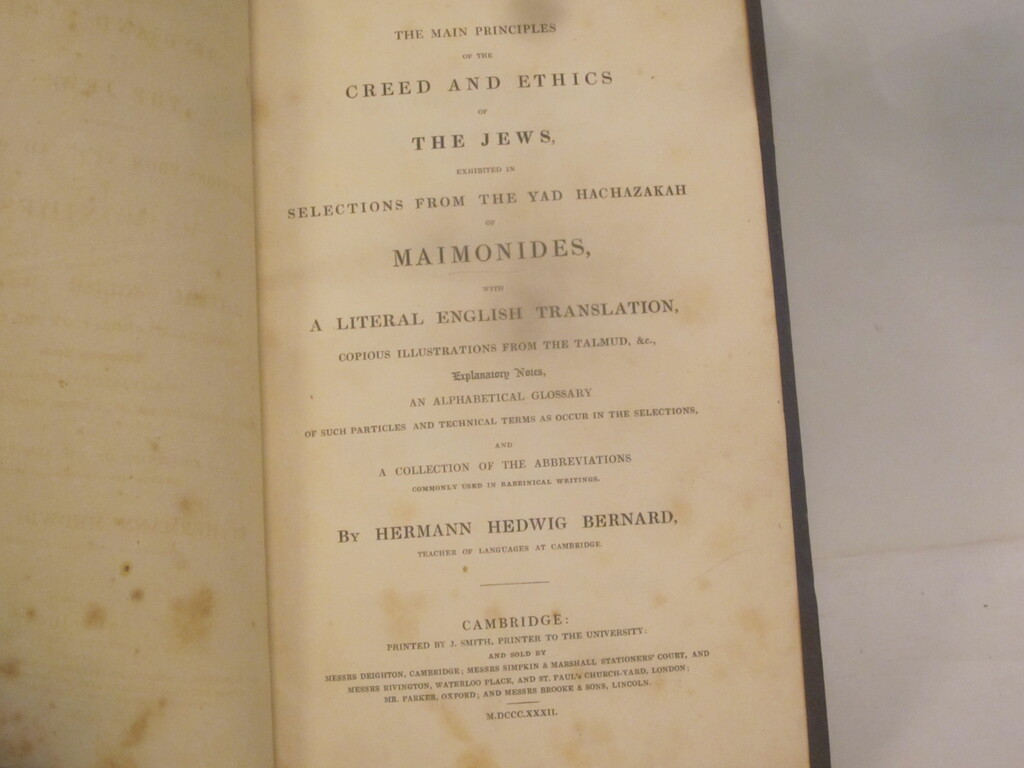 THE MAIN PRINCIPLES
OF THE
CREED AND ETHICS
OF
THE JEWS,
EXHIBITED IN
SELECTIONS FROM THE YAD HACHAZAKAH
OF
MAIMONIDES,
WITH
A LITERAL ENGLISH TRANSLATION,
COPIOUS ILLUSTRATIONS FROM THE TALMUD, &c.,
Explanatory Notes,
AN ALPHABETICAL GLOSSARY
OF SUCH PARTICLES AND TECHNICAL TERMS AS OCCUR IN THE SELECTIONS,
AND
A COLLECTION OF THE ABBREVIATIONS
COMMONLY USED IN RABBINICAL WRITINGS.
BY HERMANN HEDWIG BERNARD,
TEACHER OF LANGUAGES AT CAMBRIDGE.
CAMBRIDGE:
PRINTED BY J. SMITH, PRINTER TO THE UNIVERSITY:
AND SOLD BY
MESSRS DEIGHTON, CAMBRIDGE; MESSRS SIMPKIN & MARSHALL STATIONERS' COURT, AND
MESSRS RIVINGTON, WATERLOO PLACE, AND ST. PAUL'S CHURCH-YARD, LONDON;
MR. PARKER, OXFORD; AND MESSRS BROOKE & SONS, LINCOLN.
M.DCCC.XXXII.